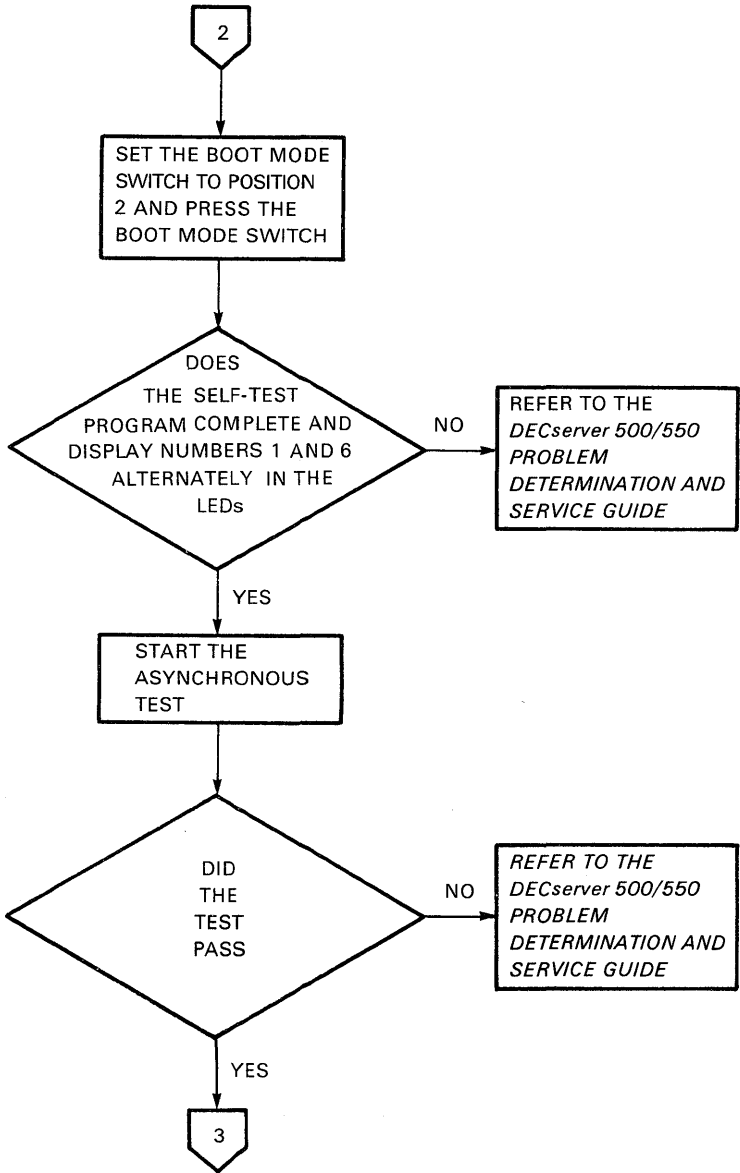 2
SET THE BOOT MODE
SWITCH TO POSITION
2 AND PRESS THE
BOOT MODE SWITCH
DOES
THE SELF-TEST
PROGRAM COMPLETE AND
DISPLAY NUMBERS 1 AND 6
ALTERNATELY IN THE
LEDs
NO
REFER TO THE
DECserver 500/550
PROBLEM
DETERMINATION AND
SERVICE GUIDE
YES
START THE
ASYNCHRONOUS
TEST
DID
THE
TEST
PASS
NO
REFER TO THE
DECserver 500/550
PROBLEM
DETERMINATION AND
SERVICE GUIDE
YES
3